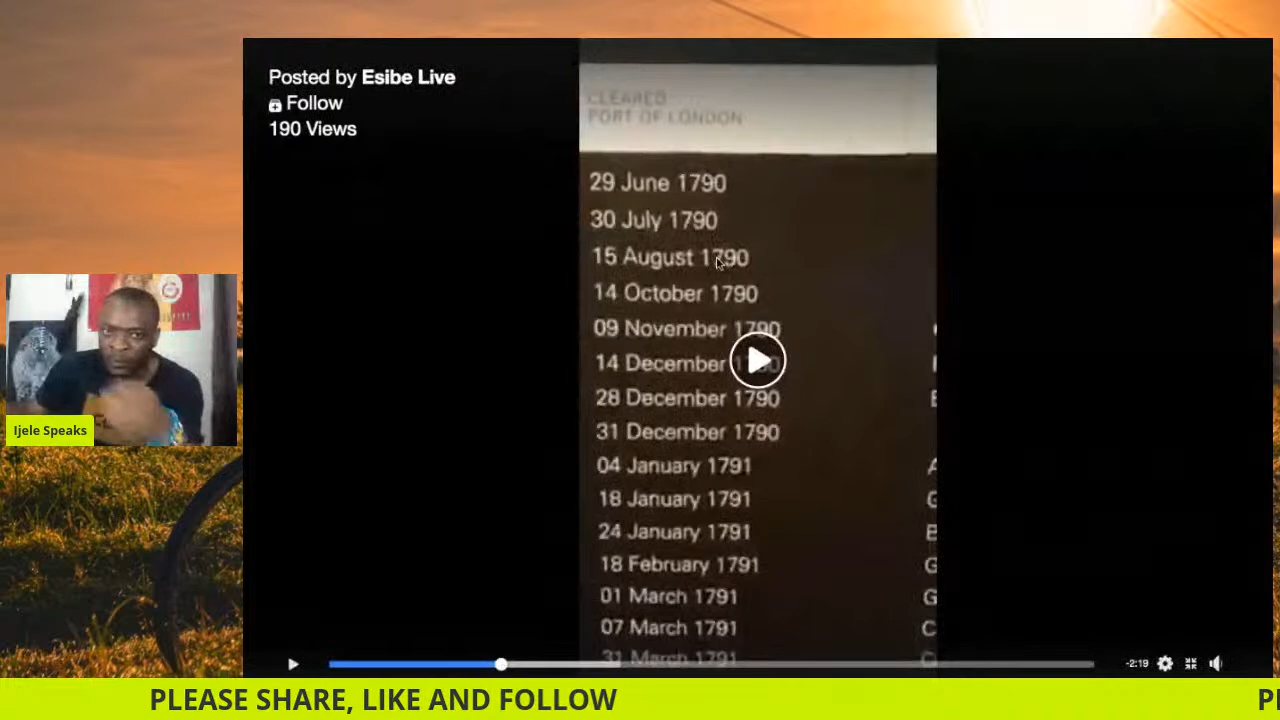 Posted by Esibe Live
Follow
190 Views
CLEARED
PORT OF LONDON
29 June 1790
30 July 1790
15 August 1790
14 October 1790
09 November 1790
14 December
28 December 1790
31 December 1790
04 January 1791
18 January 1791
24 January 1791
18 February 1791
01 March 1791
07 March 1791
31 March 1791
Ijele Speaks
-2:19
PLEASE SHARE, LIKE AND FOLLOW